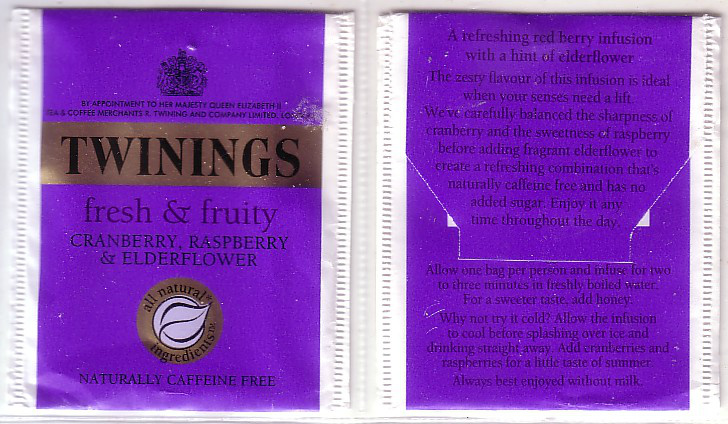 BY APPOINTMENT TO HER MAJESTY QUEEN ELIZABETH II
TEA & COFFEE MERCHANTS R. TWINING AND COMPANY LIMITED,
TWININGS
fresh & fruity
CRANBERRY, RASPBERRY
& ELDERFLOWER
all natural
ingredients
NATURALLY CAFFEINE FREE
A refreshing red berry infusion
with a hint of elderflower
The zesty flavour of this infusion is ideal
when your senses need a lift.
We've carefully balanced the sharpness of
cranberry and the sweetness of raspberry
before adding fragrant elderflower to
create a refreshing combination that's
naturally caffeine free and has no
added sugar. Enjoy it any
time throughout the day.
Allow one bag per person and infuse for two
to three minutes in freshly boiled water.
For a sweeter taste, add honey.
Why not try it cold? Allow the infusion
to cool before splashing over ice and
drinking straight away. Add cranberries and
raspberries for a little taste of summer.
Always best enjoyed without milk.